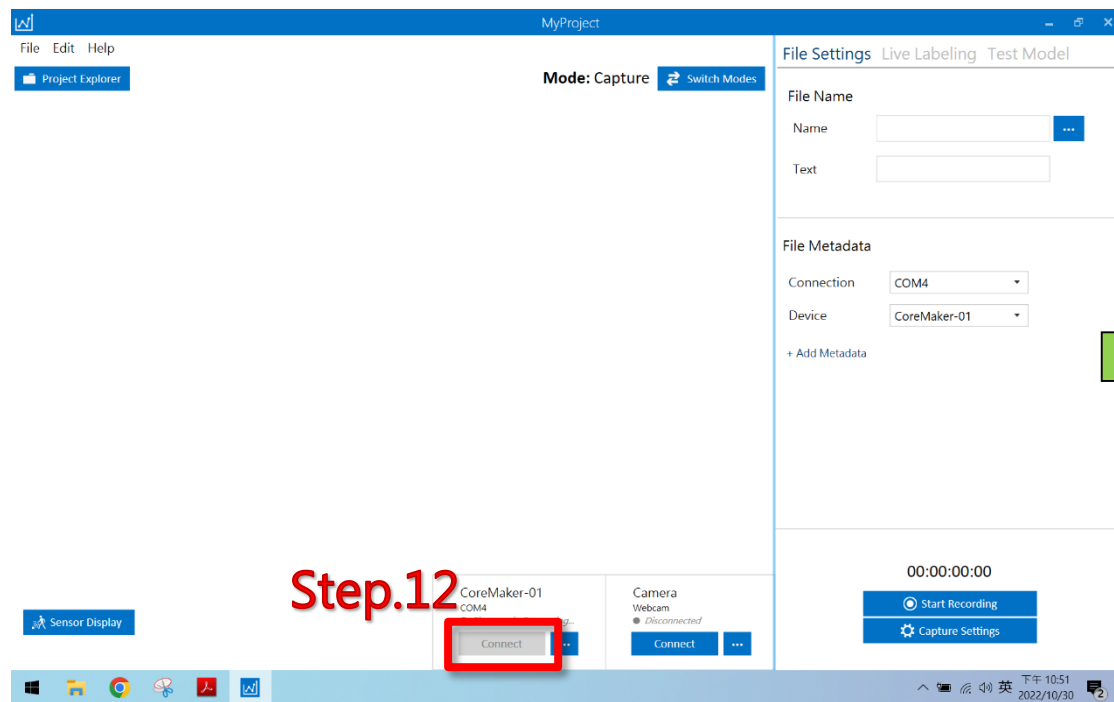 MyProject
File Edit Help
Project Explorer
Mode: Capture
Switch Modes
File Settings Live Labeling Test Model
File Name
Name
...
Text
File Metadata
Connection COM4
Device CoreMaker-01
+ Add Metadata
Step.12
CoreMaker-01
COM4
Connect ...
Camera
Webcam
Disconnected
Connect ...
Sensor Display
00:00:00:00
Start Recording
Capture Settings
英
下午 10:51
2022/10/30
2